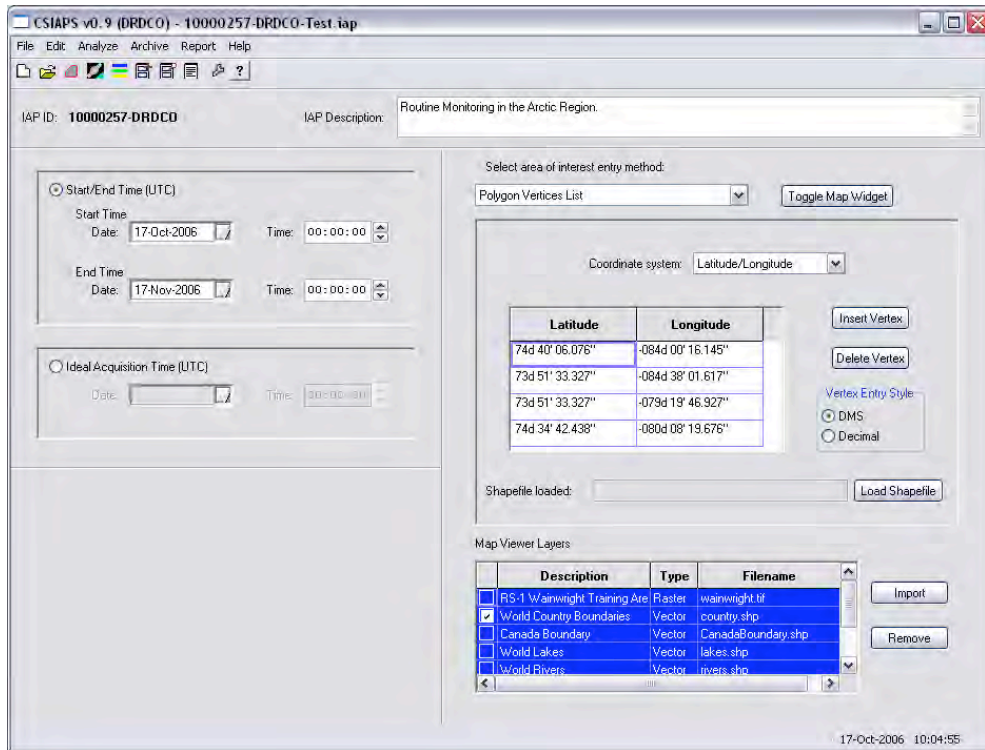 CSIAPS v0.9 (DRDCO) - 10000257-DRDCO-Test.iap
File Edit Analyze Archive Report Help
IAP ID: 10000257-DRDCO
IAP Description:
Routine Monitoring in the Arctic Region.
Start/End Time (UTC)
Start Time
Date: 17-Oct-2006 Time: 00:00:00
End Time
Date: 17-Nov-2006 Time: 00:00:00
Ideal Acquisition Time (UTC)
Date: Time: 00:00:00
Select area of interest entry method:
Polygon Vertices List
Toggle Map Widget
Coordinate system: Latitude/Longitude
Latitude Longitude
74d 40' 06.076'' -084d 00' 16.145''
73d 51' 33.327'' -084d 38' 01.617''
73d 51' 33.327'' -079d 19' 46.927''
74d 34' 42.438'' -080d 08' 19.676''
Insert Vertex
Delete Vertex
Vertex Entry Style
DMS
Decimal
Shapefile loaded:
Load Shapefile
Map Viewer Layers
Description Type Filename
RS-1 Wainwright Training Are Raster wainwright.tif
World Country Boundaries Vector country.shp
Canada Boundary Vector CanadaBoundary.shp
World Lakes Vector lakes.shp
World Rivers Vector rivers.shp
Import
Remove
17-Oct-2006 10:04:55